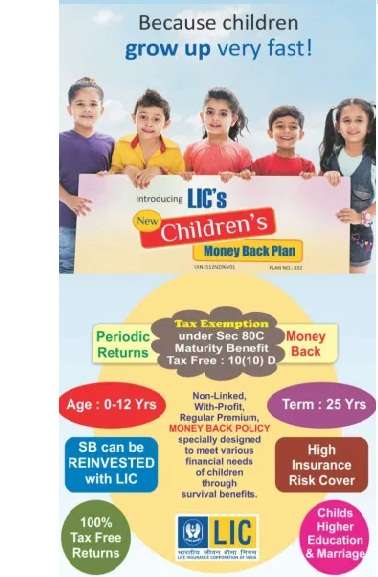 Because children
grow up very fast!
Introcucing LIC's
New Children's
Money Back Plan
PLAN NO.:
Tax Exemption
under Sec 80C
Maturity Benefit
Tax Free : 10(10) D
Periodic
Returns
Money
Back
Age : 0-12 Yrs
Non-Linked,
With-Profit,
Regular Premium,
MONEY BACK POLICY
specially designed
to meet various
financial needs
of children
through
survival benefits.
Term : 25 Yrs
SB can be
REINVESTED
with LIC
High
Insurance
Risk Cover
100%
Tax Free
Returns
LIC
भारतीय जीवन बीमा निगम
LIFE INSURANCE CORPORATION OF INDIA
Childs
Higher
Education
& Marriage